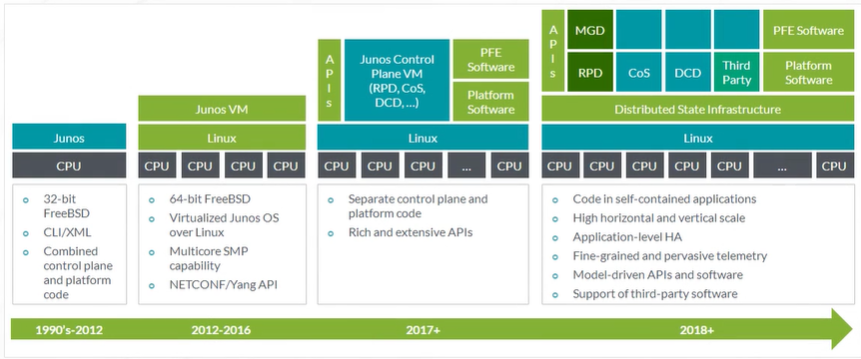 Junos
CPU
32-bit
FreeBSD
CLI/XML
Combined
control plane
and platform
code
1990's-2012
Junos VM
Linux
CPU CPU CPU CPU
64-bit FreeBSD
Virtualized Junos OS
over Linux
Multicore SMP
capability
NETCONF/Yang API
2012-2016
APIs
Junos Control
Plane VM
(RPD, CoS,
DCD, ...)
PFE
Software
Platform
Software
Linux
CPU CPU CPU ... CPU
Separate control plane and
platform code
Rich and extensive APIs
2017+
APIs
MGD
PFE Software
RPD
CoS
DCD
Third
Party
Platform
Software
Distributed State Infrastructure
Linux
CPU CPU CPU CPU CPU ... CPU
Code in self-contained applications
High horizontal and vertical scale
Application-level HA
Fine-grained and pervasive telemetry
Model-driven APIs and software
Support of third-party software
2018+